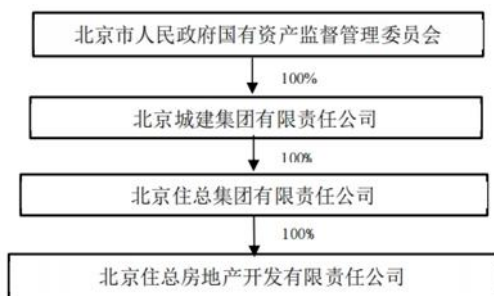 北京市人民政府国有资产监督管理委员会
100%
北京城建集团有限责任公司
100%
北京住总集团有限责任公司
100%
北京住总房地产开发有限责任公司